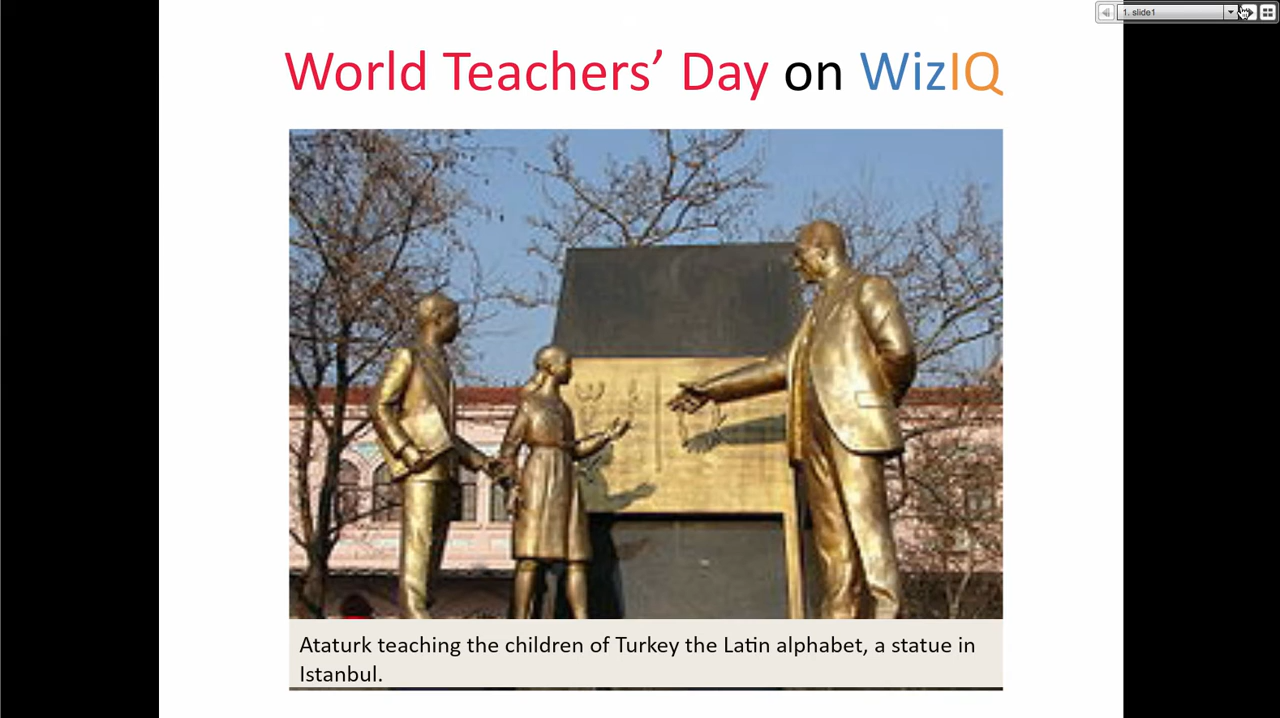 1. slide1
World Teachers’ Day on WizIQ
Ataturk teaching the children of Turkey the Latin alphabet, a statue in
Istanbul.